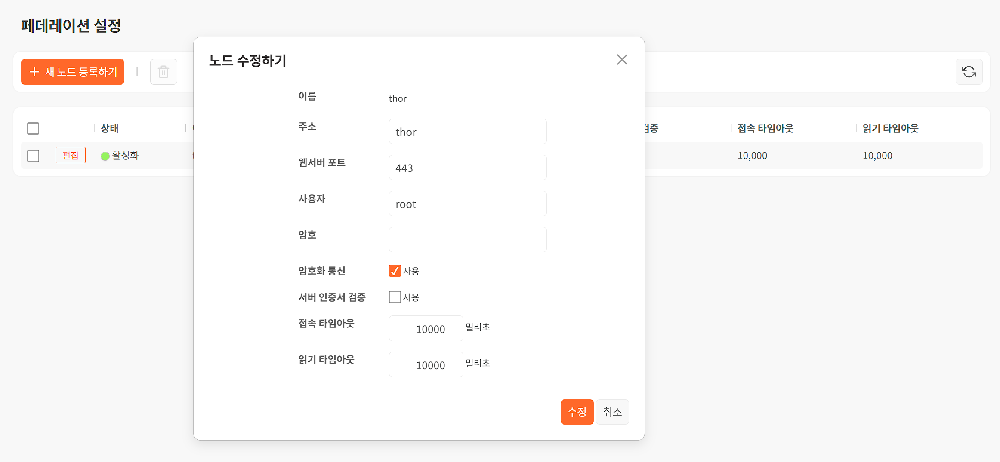 페데레이션 설정
새 노드 등록하기
노드 수정하기
이름 thor
주소 thor
웹서버 포트 443
사용자 root
암호
암호화 통신 사용
서버 인증서 검증 사용
접속 타임아웃 10000 밀리초
읽기 타임아웃 10000 밀리초
수정 취소
상태 검증 접속 타임아웃 읽기 타임아웃
편집 활성화 10,000 10,000